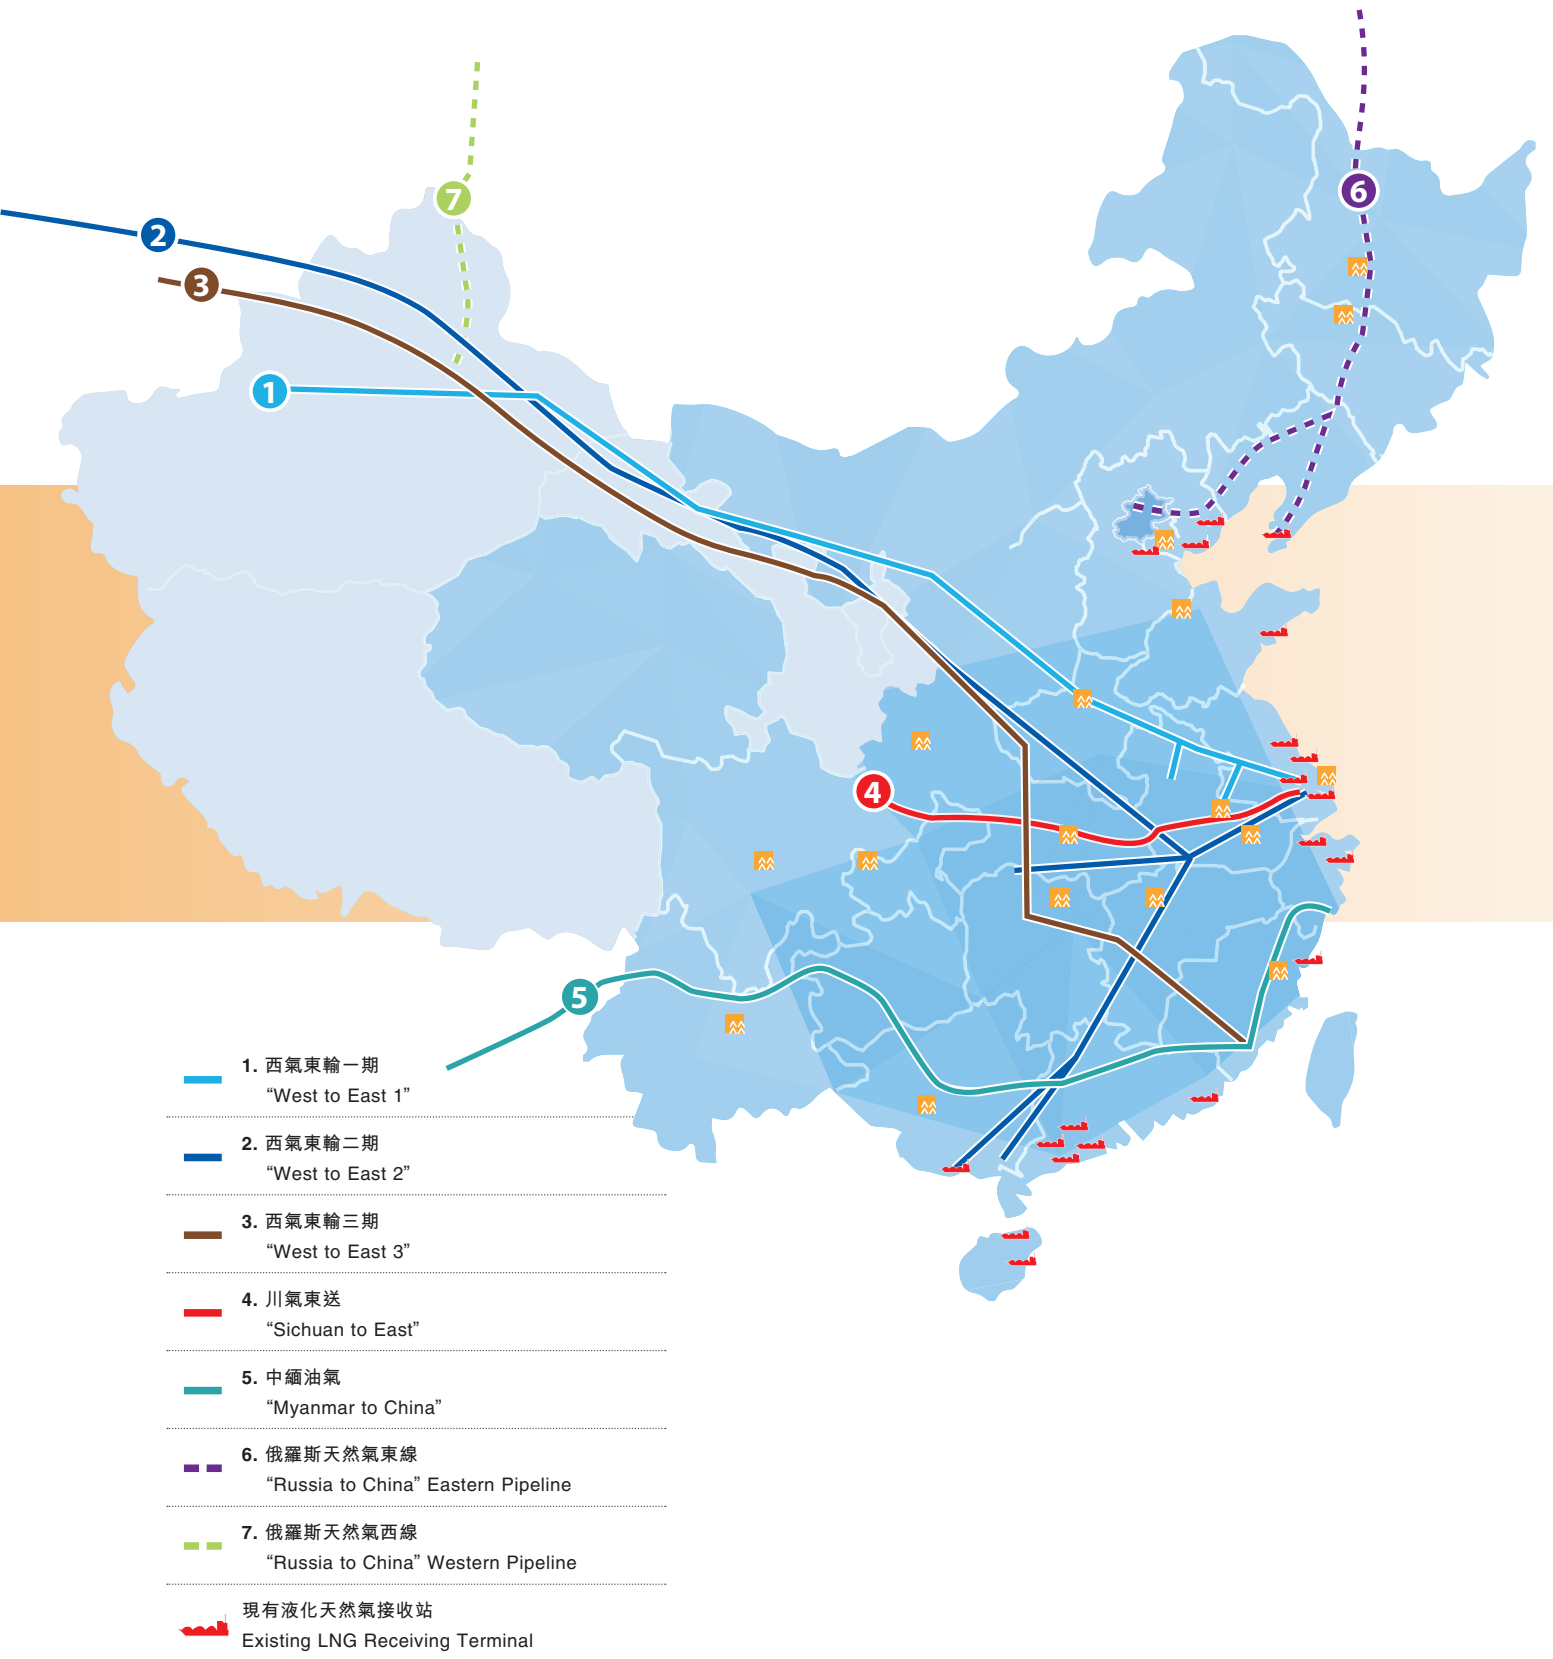 7
6
2
3
1
4
5
1. 西氣東輸一期
“West to East 1”
2. 西氣東輸二期
“West to East 2”
3. 西氣東輸三期
“West to East 3”
4. 川氣東送
“Sichuan to East”
5. 中緬油氣
“Myanmar to China”
6. 俄羅斯天然氣東線
“Russia to China” Eastern Pipeline
7. 俄羅斯天然氣西線
“Russia to China” Western Pipeline
現有液化天然氣接收站
Existing LNG Receiving Terminal